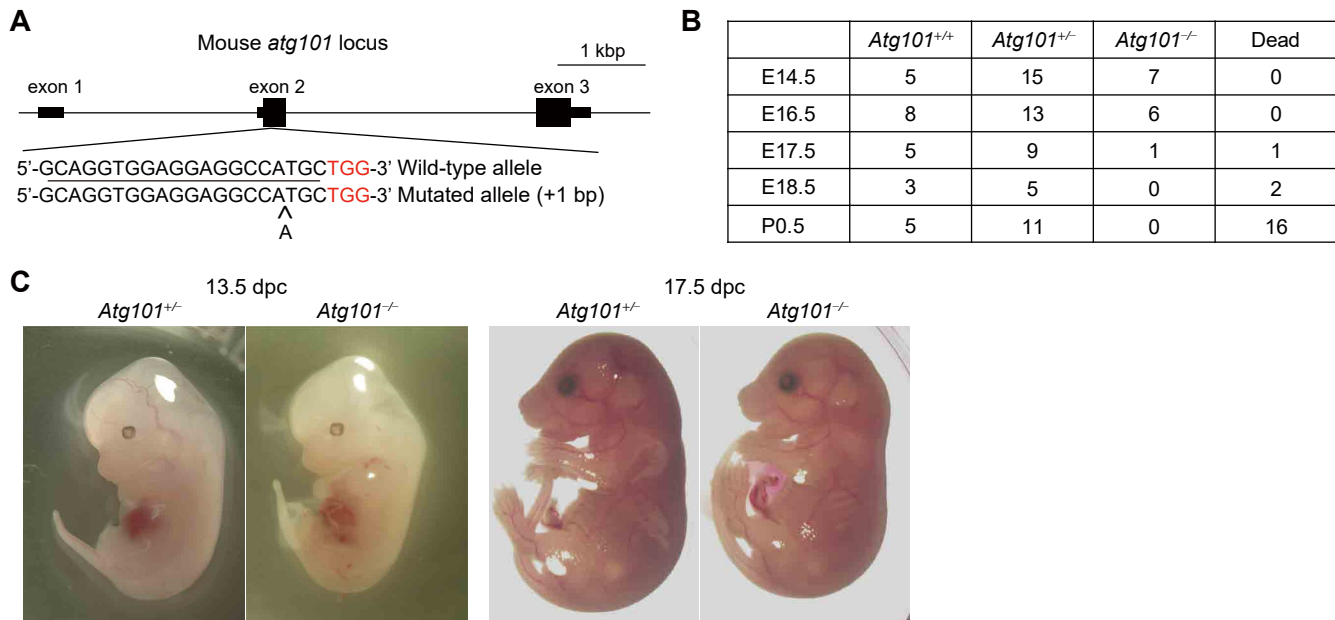 A
Mouse atg101 locus
1 kbp
exon 1
exon 2
exon 3
5’-GCAGGTGGAGGAGGCCATGCTGG-3’ Wild-type allele
5’-GCAGGTGGAGGAGGCCATGCTGG-3’ Mutated allele (+1 bp)
A
B
Atg101+/+ Atg101+/– Atg101–/– Dead
E14.5 5 15 7 0
E16.5 8 13 6 0
E17.5 5 9 1 1
E18.5 3 5 0 2
P0.5 5 11 0 16
C
13.5 dpc
Atg101+/– Atg101–/–
17.5 dpc
Atg101+/– Atg101–/–